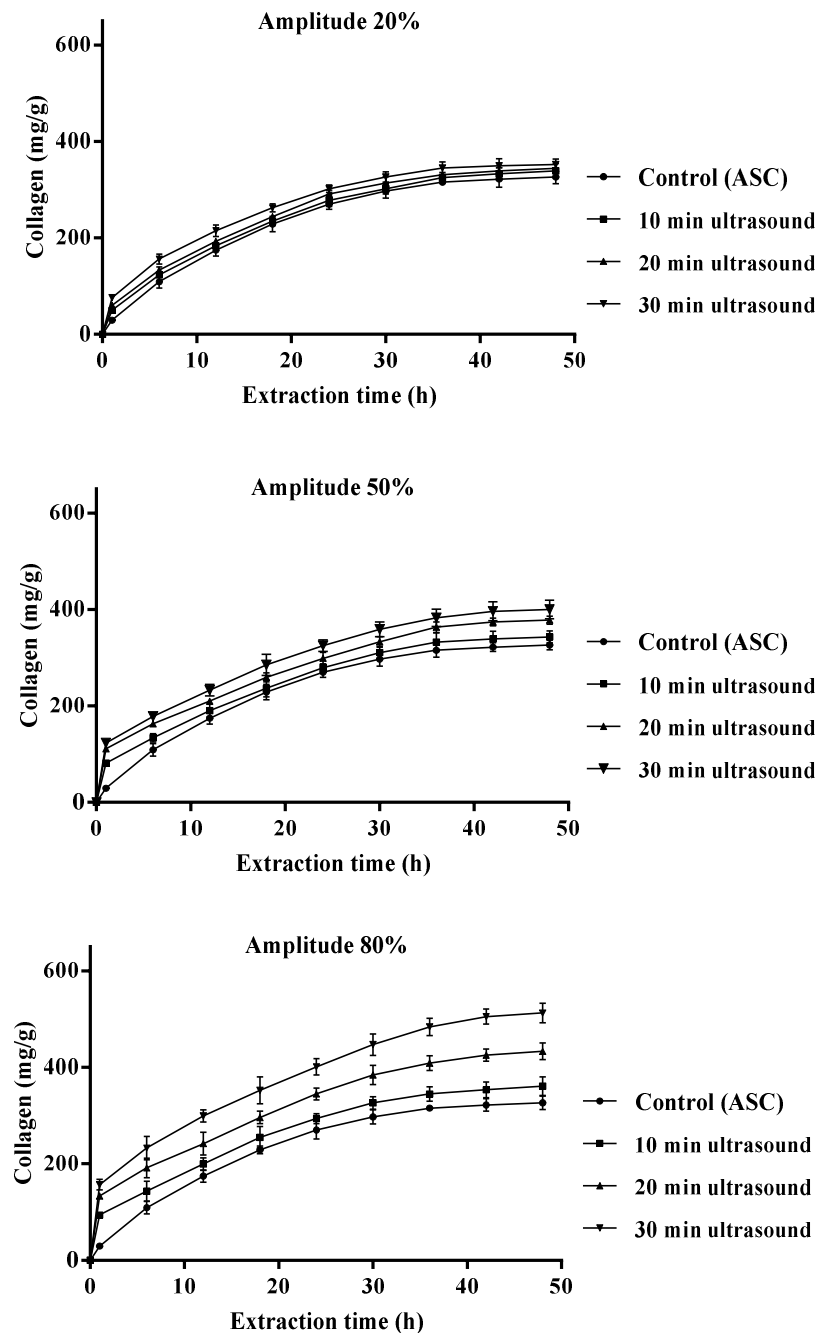 Amplitude 20%
600
400
200
0
Collagen (mg/g)
0 10 20 30 40 50
Extraction time (h)
Control (ASC)
10 min ultrasound
20 min ultrasound
30 min ultrasound
Amplitude 50%
600
400
200
0
Collagen (mg/g)
0 10 20 30 40 50
Extraction time (h)
Control (ASC)
10 min ultrasound
20 min ultrasound
30 min ultrasound
Amplitude 80%
600
400
200
0
Collagen (mg/g)
0 10 20 30 40 50
Extraction time (h)
Control (ASC)
10 min ultrasound
20 min ultrasound
30 min ultrasound